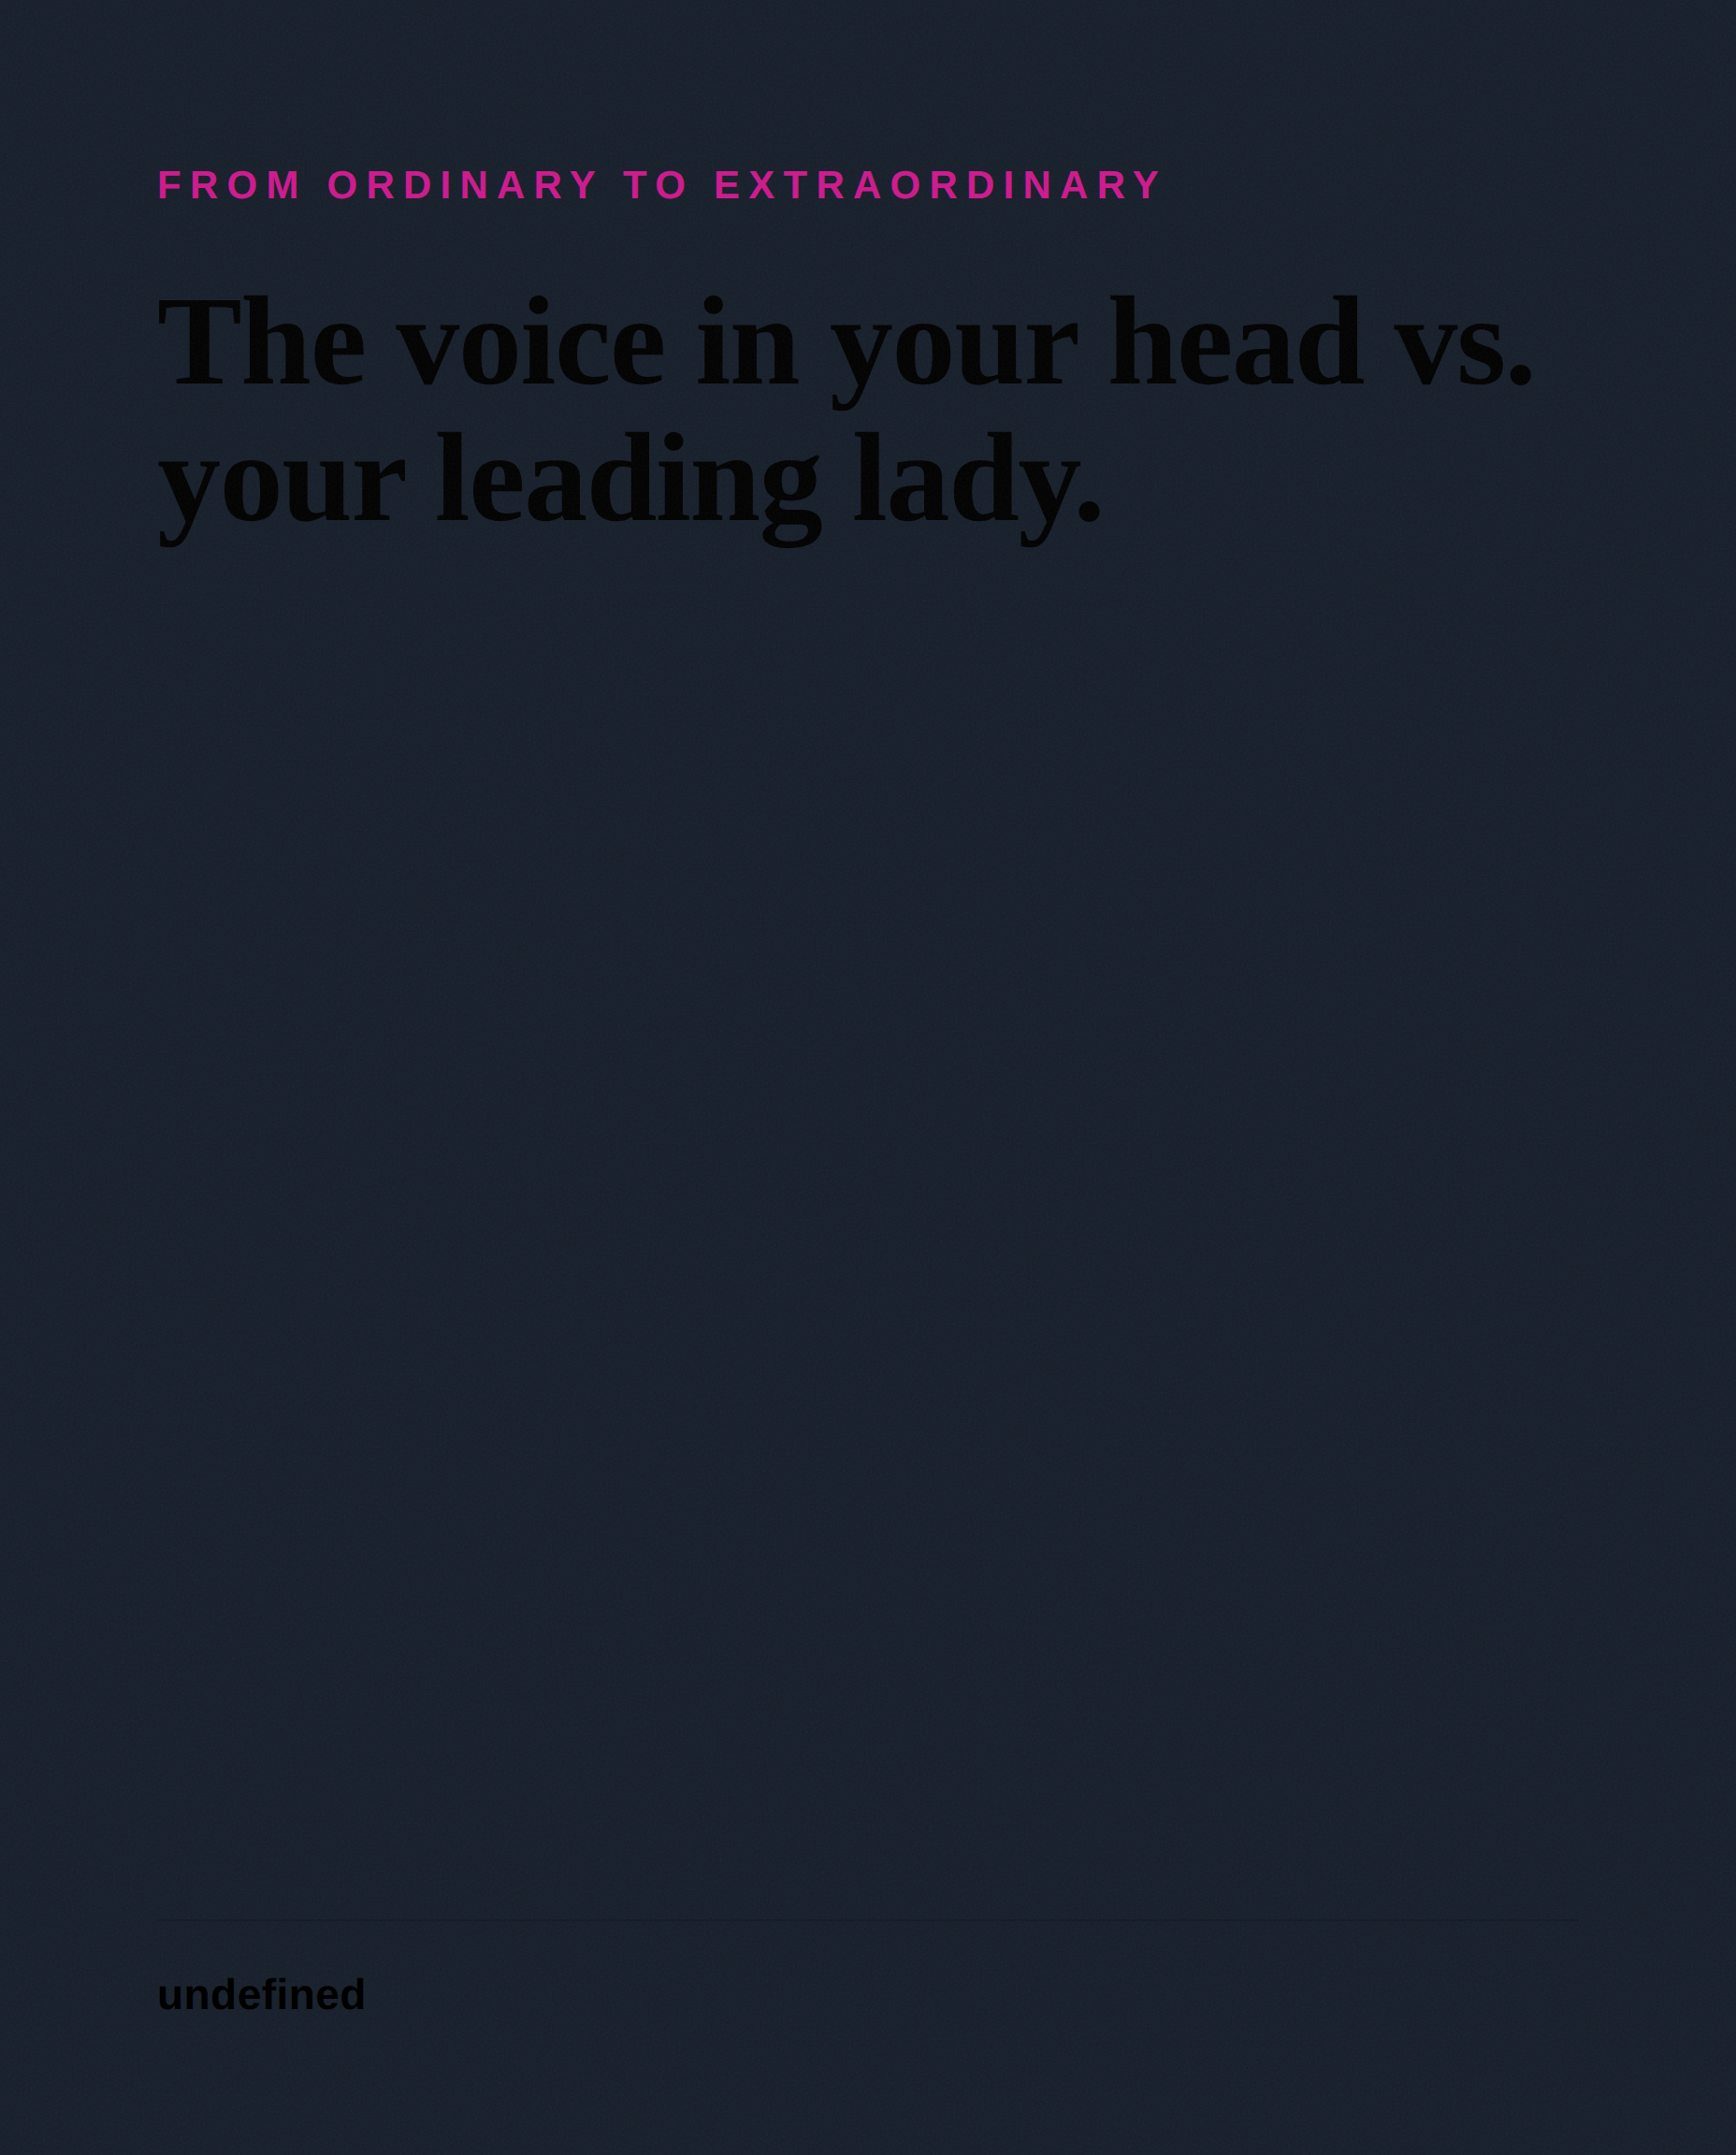 FROM ORDINARY TO EXTRAORDINARY
The voice in your head vs.
your leading lady.
undefined